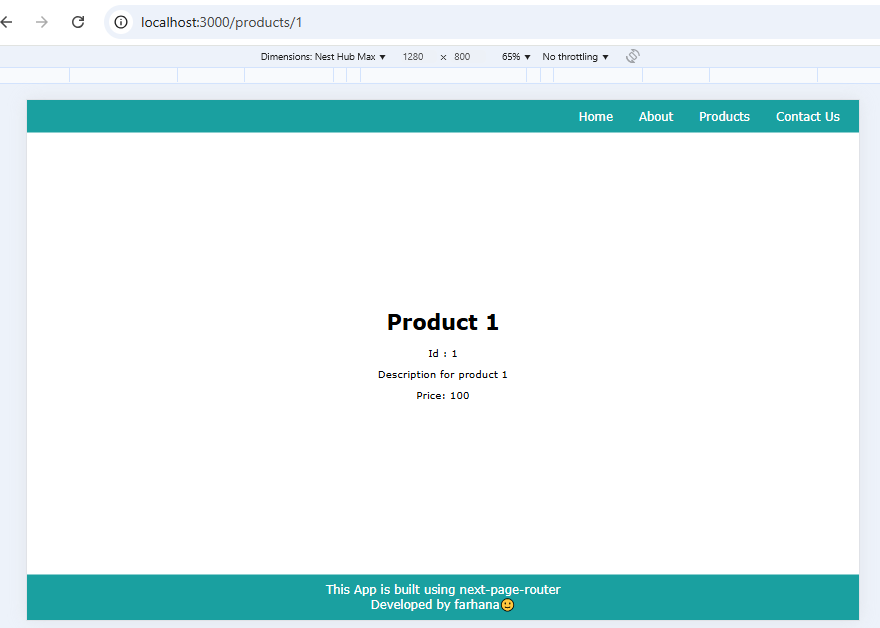 localhost:3000/products/1
Dimensions: Nest Hub Max ▼ 1280 × 800 65% ▼ No throttling ▼
Home About Products Contact Us
Product 1
Id : 1
Description for product 1
Price: 100
This App is built using next-page-router
Developed by farhana🙂